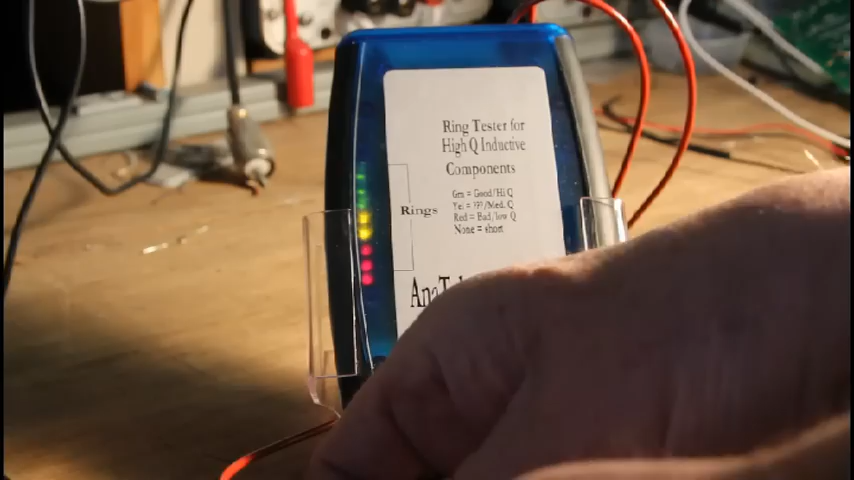 Ring Tester for
High Q Inductive
Components
Grn = Good/Hi Q
Yel = ???/Med. Q
Red = Bad/low Q
None = short
Rings